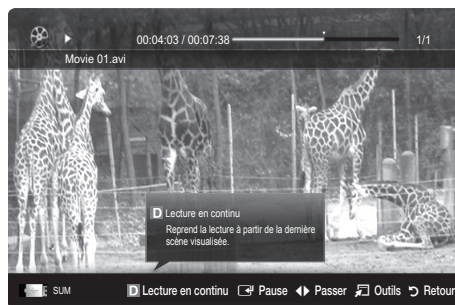 00:04:03 / 00:07:38 1/1
Movie 01.avi
D Lecture en continu
Reprend la lecture à partir de la dernière
scène visualisée.
SUM D Lecture en continu Pause Passer Outils Retour